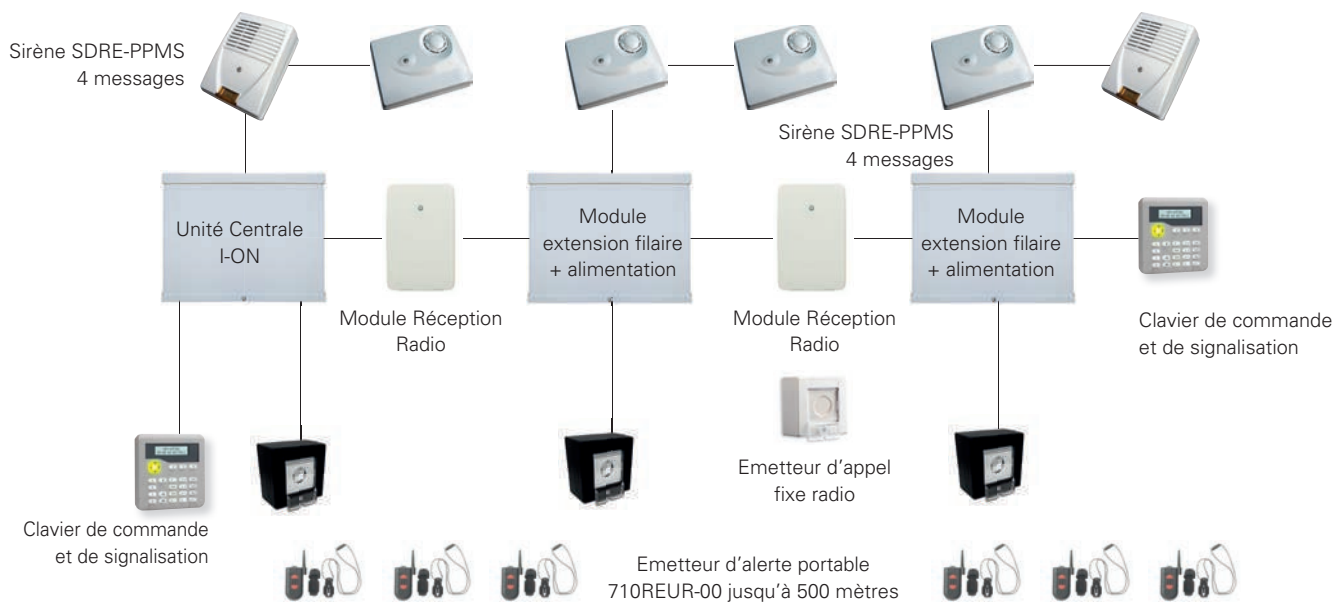 Sirène SDRE-PPMS
4 messages
Sirène SDRE-PPMS
4 messages
Unité Centrale
I-ON
Module
extension filaire
+ alimentation
Module
extension filaire
+ alimentation
Module Réception
Radio
Module Réception
Radio
Clavier de commande
et de signalisation
Emetteur d'appel
fixe radio
Clavier de commande
et de signalisation
Emetteur d'alerte portable
710REUR-00 jusqu'à 500 mètres